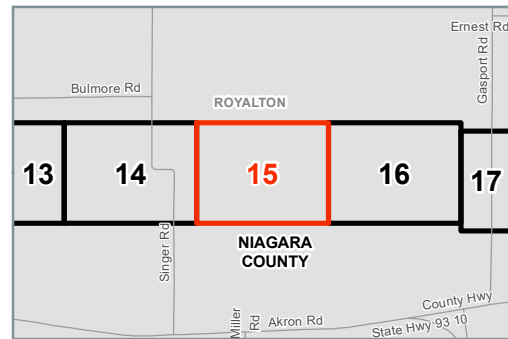 Ernest Rd
Gasport Rd
Bulmore Rd
ROYALTON
13
14
15
16
17
Singer Rd
NIAGARA
COUNTY
Miller
Rd
Akron Rd
County Hwy
State Hwy 93 10